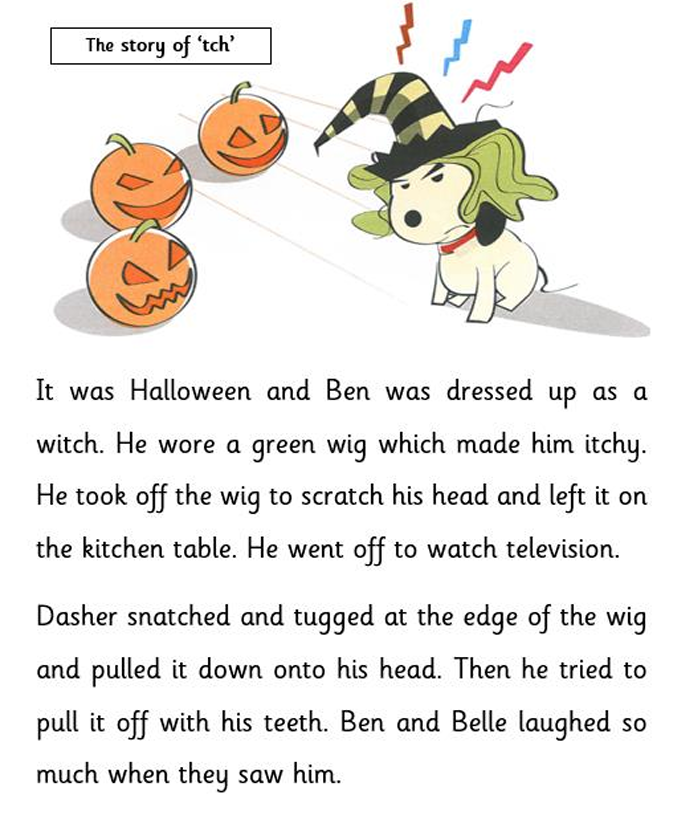 The story of ‘tch’
It was Halloween and Ben was dressed up as a
witch. He wore a green wig which made him itchy.
He took off the wig to scratch his head and left it on
the kitchen table. He went off to watch television.
Dasher snatched and tugged at the edge of the wig
and pulled it down onto his head. Then he tried to
pull it off with his teeth. Ben and Belle laughed so
much when they saw him.